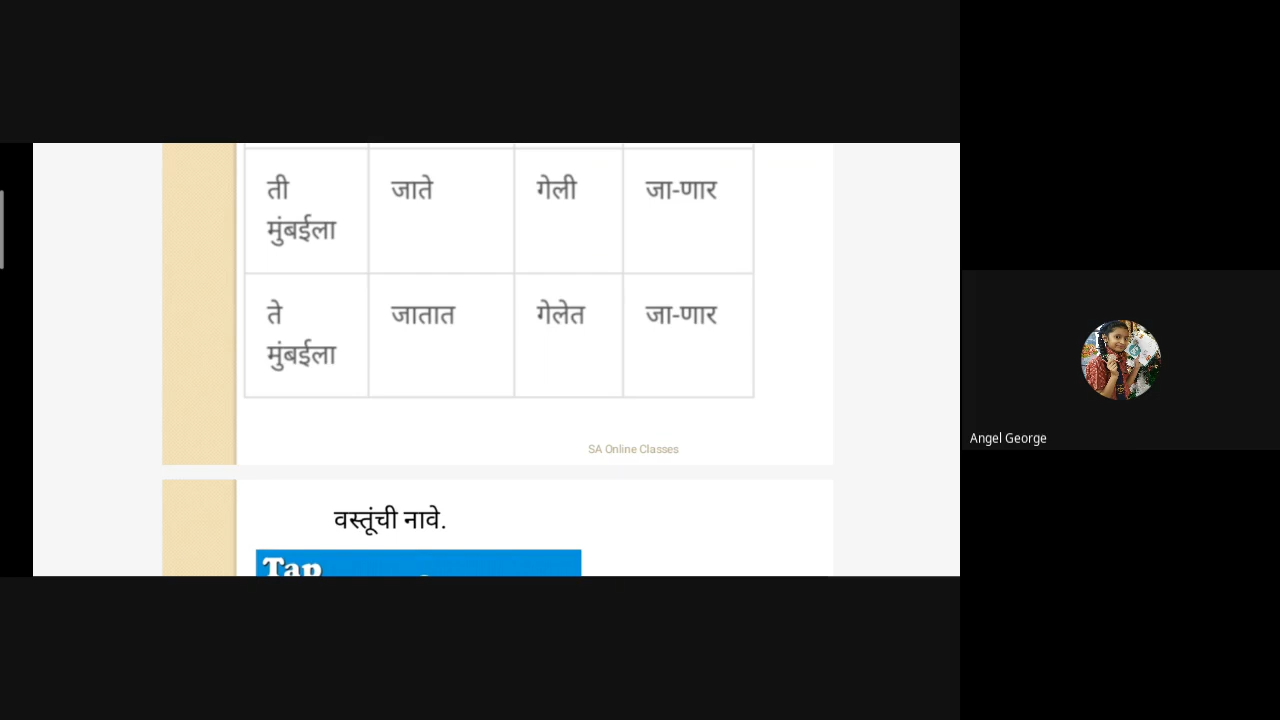 ती मुंबईला जाते गेली जा-णार
ते मुंबईला जातात गेलेत जा-णार
SA Online Classes
वस्तूंची नावे.
Tap
Angel George